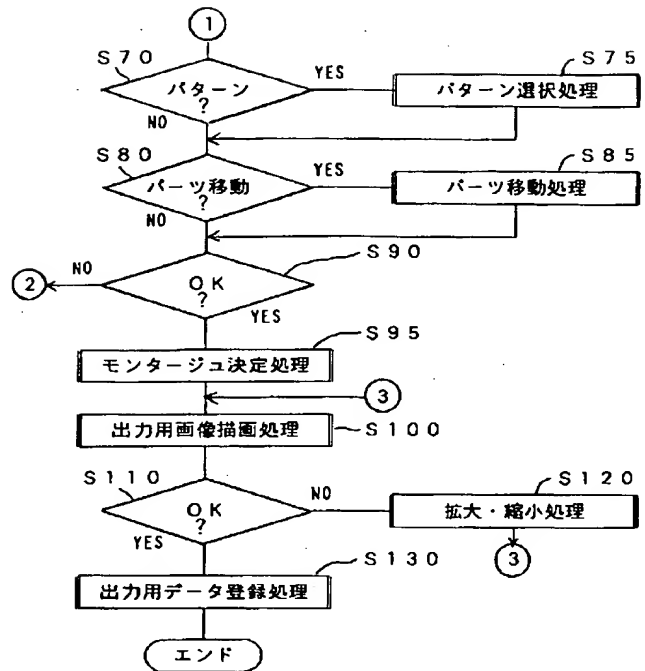 1
S70
パターン
?
YES
S75
パターン選択処理
NO
S80
パーツ移動
?
YES
S85
パーツ移動処理
NO
S90
2
NO
OK
?
YES
S95
モンタージュ決定処理
3
出力用画像描画処理
S100
S110
OK
?
NO
S120
拡大・縮小処理
YES
3
S130
出力用データ登録処理
エンド